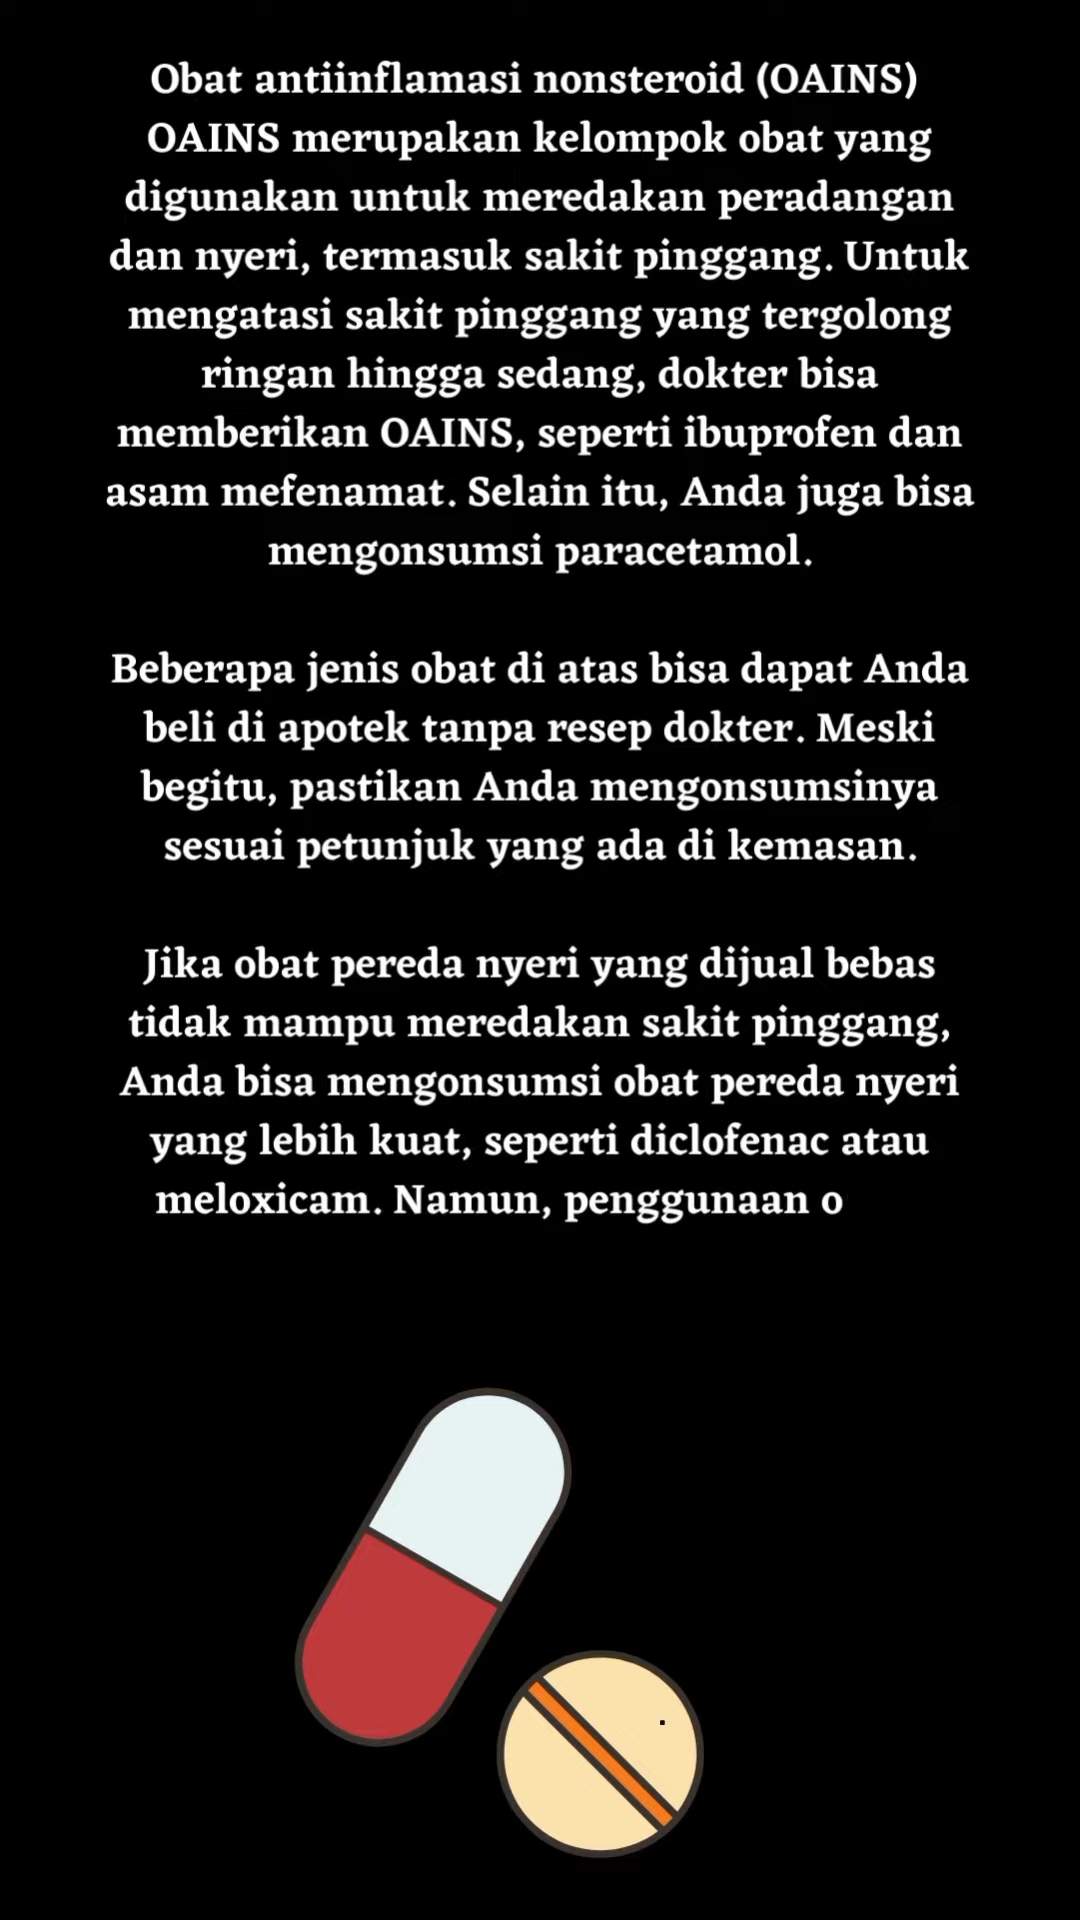 Obat antiinflamasi nonsteroid (OAINS)
OAINS merupakan kelompok obat yang
digunakan untuk meredakan peradangan
dan nyeri, termasuk sakit pinggang. Untuk
mengatasi sakit pinggang yang tergolong
ringan hingga sedang, dokter bisa
memberikan OAINS, seperti ibuprofen dan
asam mefenamat. Selain itu, Anda juga bisa
mengonsumsi paracetamol.
Beberapa jenis obat di atas bisa dapat Anda
beli di apotek tanpa resep dokter. Meski
begitu, pastikan Anda mengonsumsinya
sesuai petunjuk yang ada di kemasan.
Jika obat pereda nyeri yang dijual bebas
tidak mampu meredakan sakit pinggang,
Anda bisa mengonsumsi obat pereda nyeri
yang lebih kuat, seperti diclofenac atau
meloxicam. Namun, penggunaan o